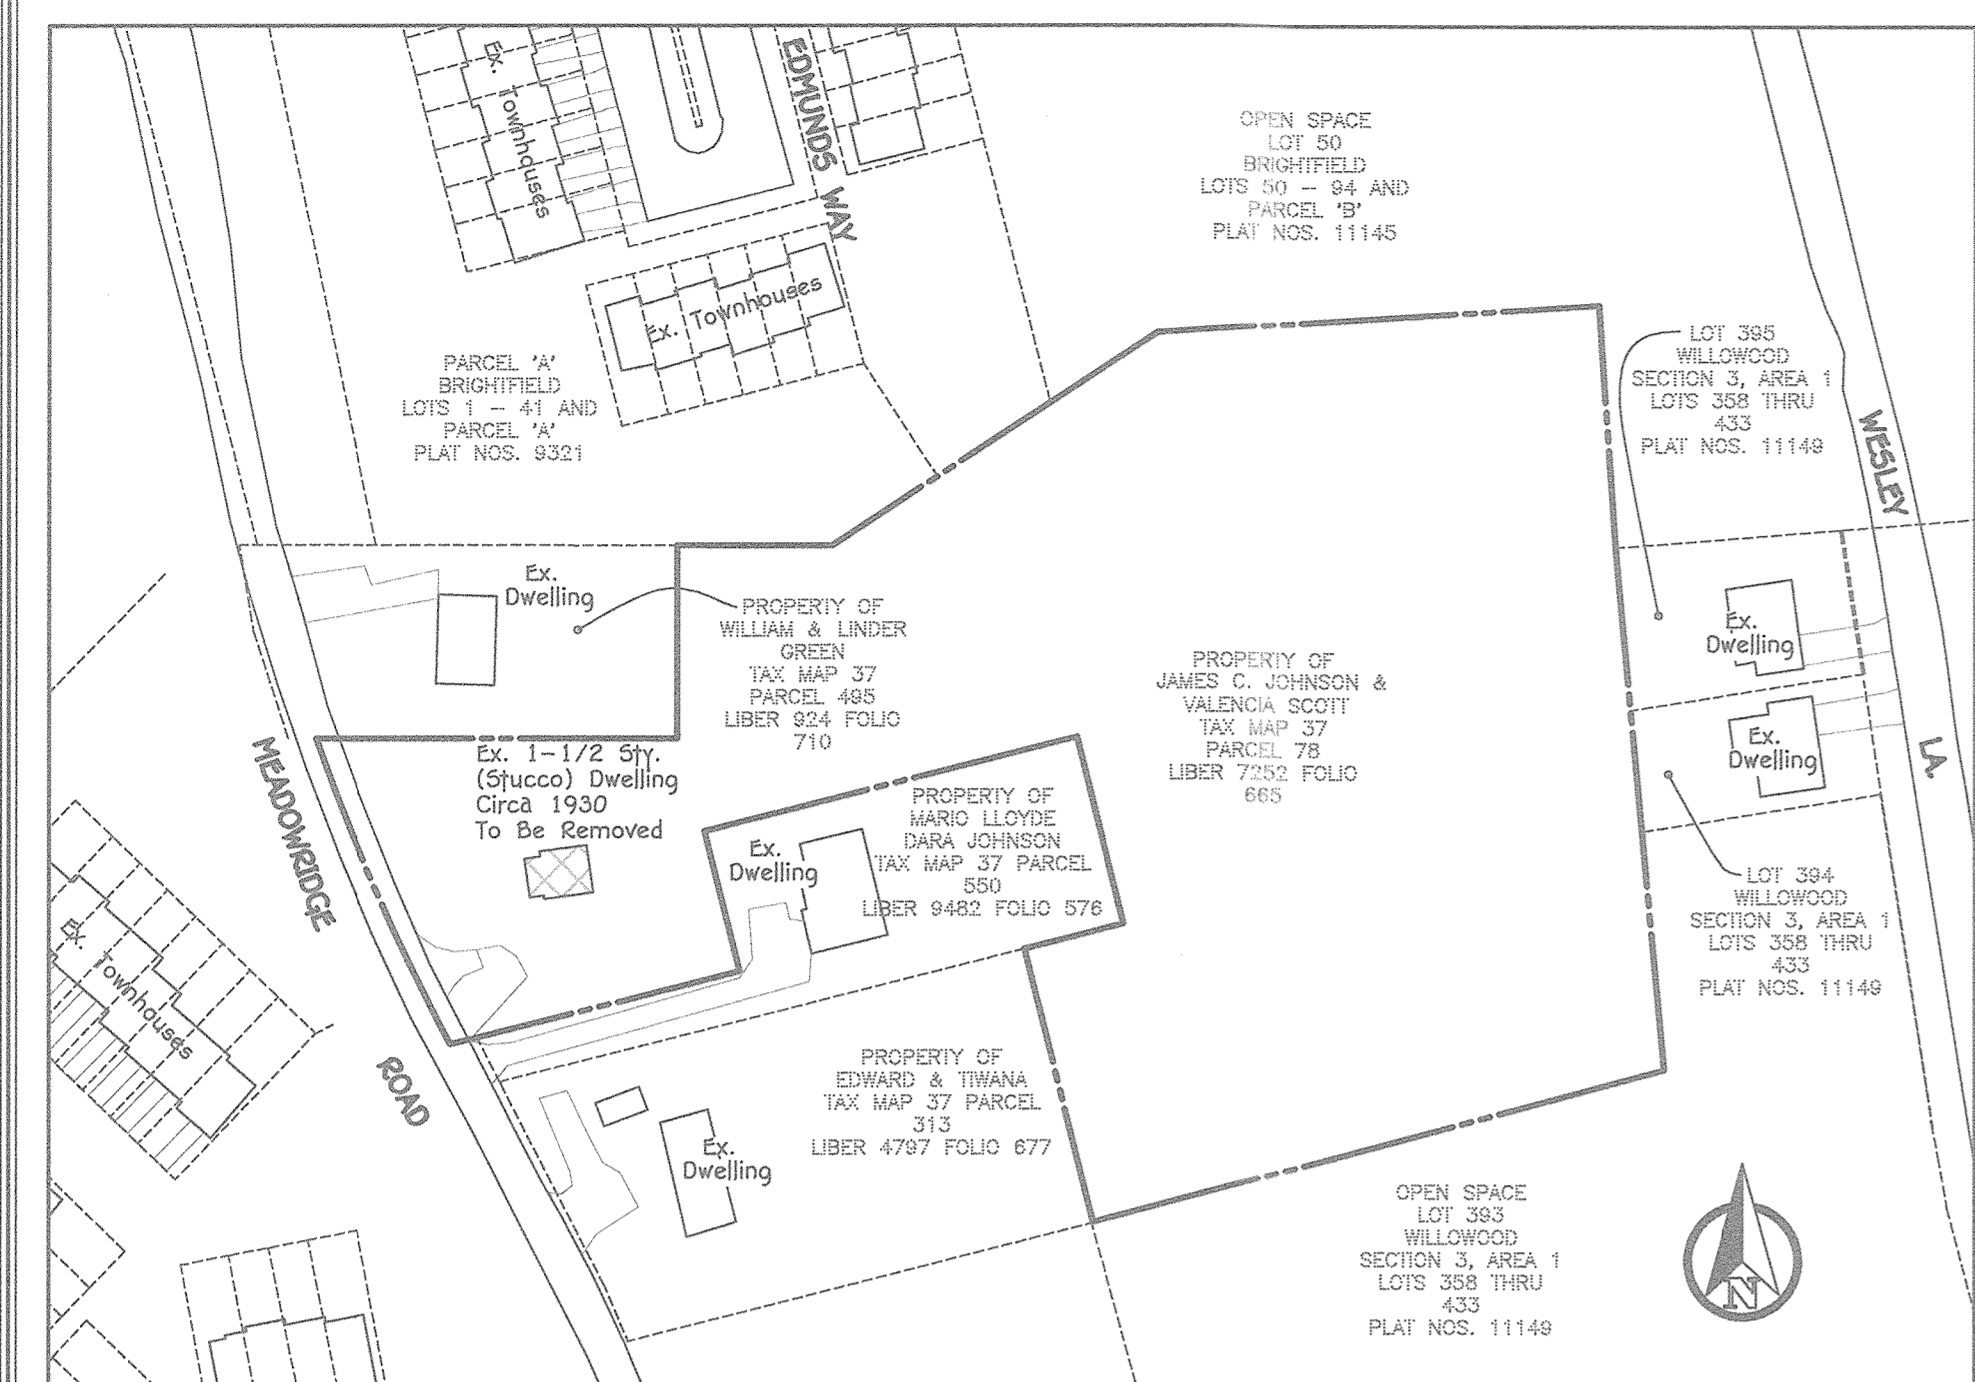 Ex. Townhouses
EDMUNDS WAY
OPEN SPACE
LOT 50
BRIGHTFIELD
LOTS 50 - 94 AND
PARCEL 'B'
PLAT NOS. 11145
Ex. Townhouses
PARCEL 'A'
BRIGHTFIELD
LOTS 1 - 41 AND
PARCEL 'A'
PLAT NOS. 9321
LOT 395
WILLOWOOD
SECTION 3, AREA 1
LOTS 358 THRU
433
PLAT NOS. 11149
WESLEY LA.
Ex.
Dwelling
PROPERTY OF
WILLIAM & LINDER
GREEN
TAX MAP 37
PARCEL 495
LIBER 924 FOLIO
710
PROPERTY OF
JAMES C. JOHNSON &
VALENCIA SCOTT
TAX MAP 37
PARCEL 78
LIBER 7252 FOLIO
665
Ex.
Dwelling
Ex.
Dwelling
MEADOWRIDGE ROAD
Ex. 1-1/2 Sty.
(Stucco) Dwelling
Circa 1930
To Be Removed
Ex.
Dwelling
PROPERTY OF
MARIO LLOYDE
DARA JOHNSON
TAX MAP 37 PARCEL
550
LIBER 9482 FOLIO 576
LOT 394
WILLOWOOD
SECTION 3, AREA 1
LOTS 358 THRU
433
PLAT NOS. 11149
Ex. Townhouses
PROPERTY OF
EDWARD & TIWANA
TAX MAP 37 PARCEL
313
LIBER 4797 FOLIO 677
Ex.
Dwelling
OPEN SPACE
LOT 393
WILLOWOOD
SECTION 3, AREA 1
LOTS 358 THRU
433
PLAT NOS. 11149
N